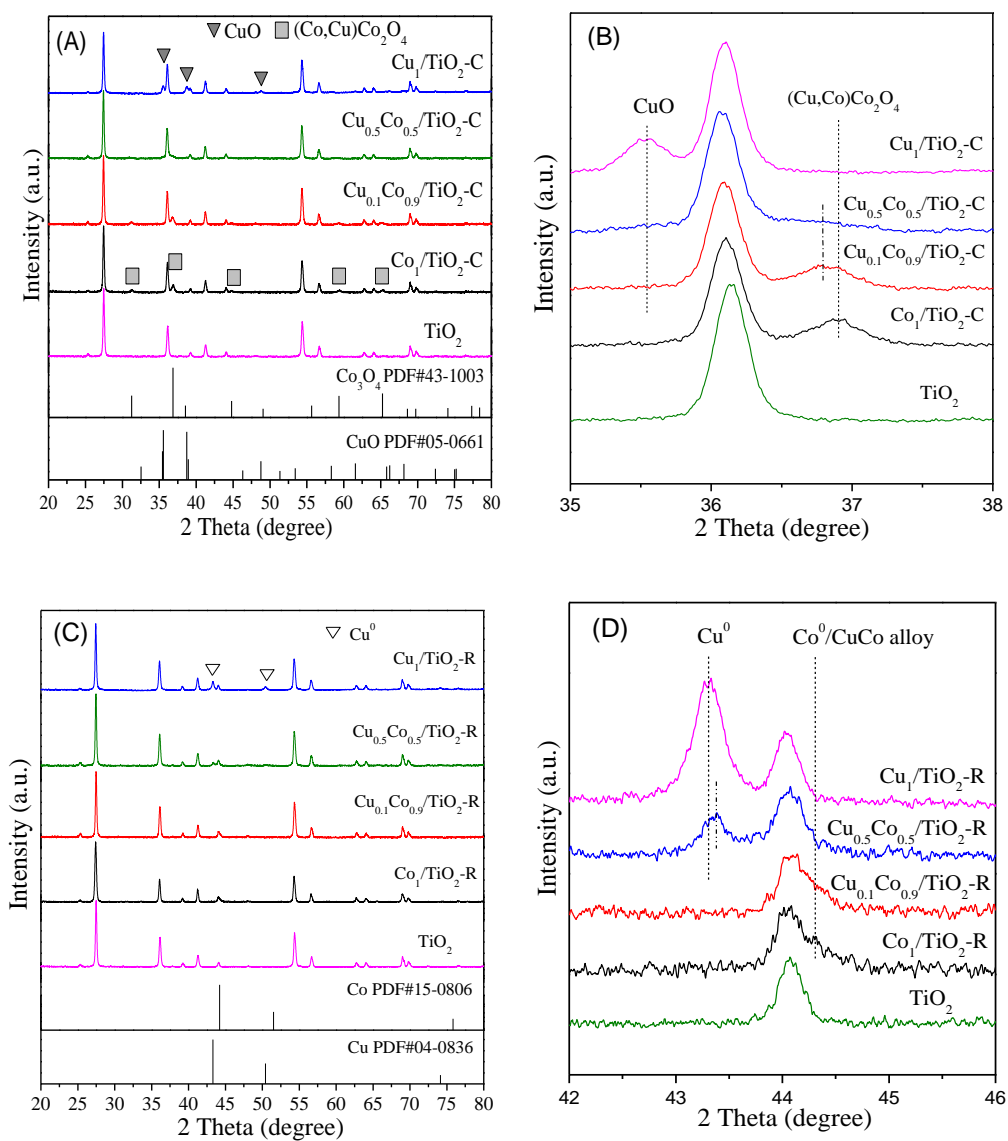 (A)
CuO
(Co,Cu)Co₂O₄
Cu₁/TiO₂-C
Cu₀.₅Co₀.₅/TiO₂-C
Cu₀.₁Co₀.₉/TiO₂-C
Co₁/TiO₂-C
TiO₂
Co₃O₄ PDF#43-1003
CuO PDF#05-0661
20 25 30 35 40 45 50 55 60 65 70 75 80
2 Theta (degree)
Intensity (a.u.)
(B)
CuO
(Cu,Co)Co₂O₄
Cu₁/TiO₂-C
Cu₀.₅Co₀.₅/TiO₂-C
Cu₀.₁Co₀.₉/TiO₂-C
Co₁/TiO₂-C
TiO₂
35 36 37 38
2 Theta (degree)
Intensity (a.u.)
(C)
Cu⁰
Cu₁/TiO₂-R
Cu₀.₅Co₀.₅/TiO₂-R
Cu₀.₁Co₀.₉/TiO₂-R
Co₁/TiO₂-R
TiO₂
Co PDF#15-0806
Cu PDF#04-0836
20 25 30 35 40 45 50 55 60 65 70 75 80
2 Theta (degree)
Intensity (a.u.)
(D)
Cu⁰
Co⁰/CuCo alloy
Cu₁/TiO₂-R
Cu₀.₅Co₀.₅/TiO₂-R
Cu₀.₁Co₀.₉/TiO₂-R
Co₁/TiO₂-R
TiO₂
42 43 44 45 46
2 Theta (degree)
Intensity (a.u.)